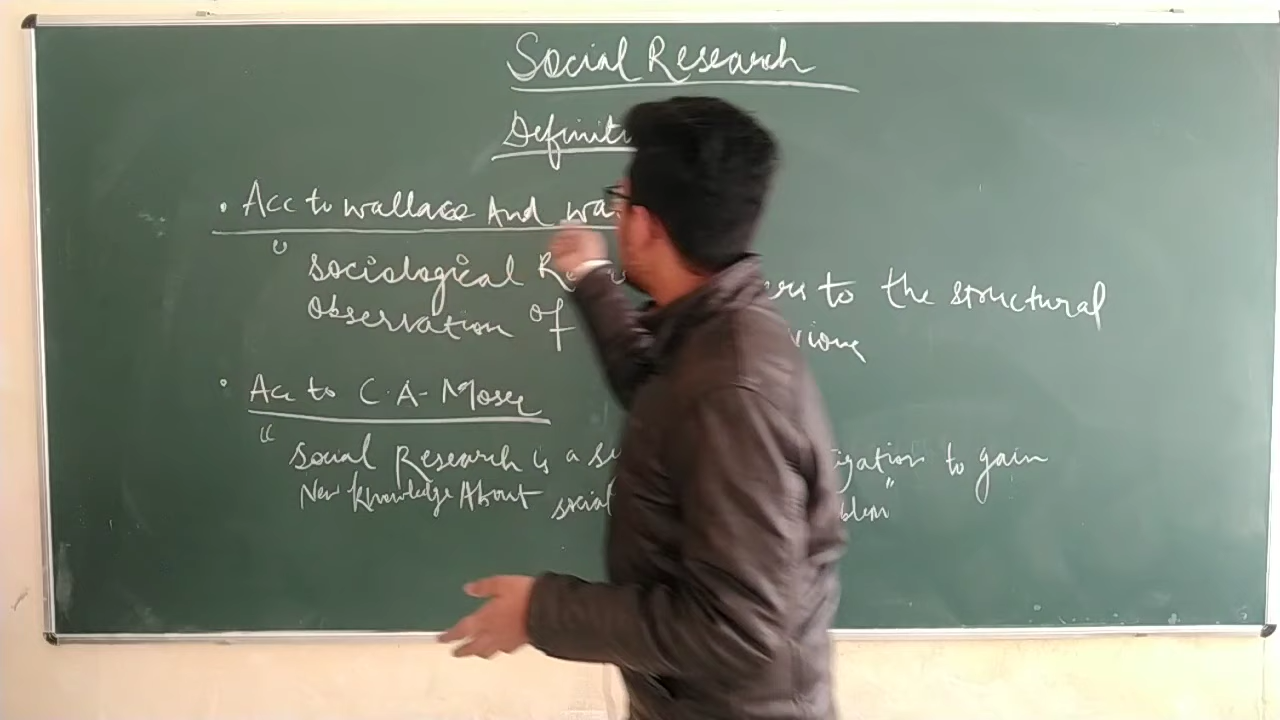 Social Research
Definiti
• Acc to wallace And wa
" sociological Re to the structural
observation of viour
• Acc to C.A- Moser
" social Research is a s igation to gain
New knowledge About social blem"